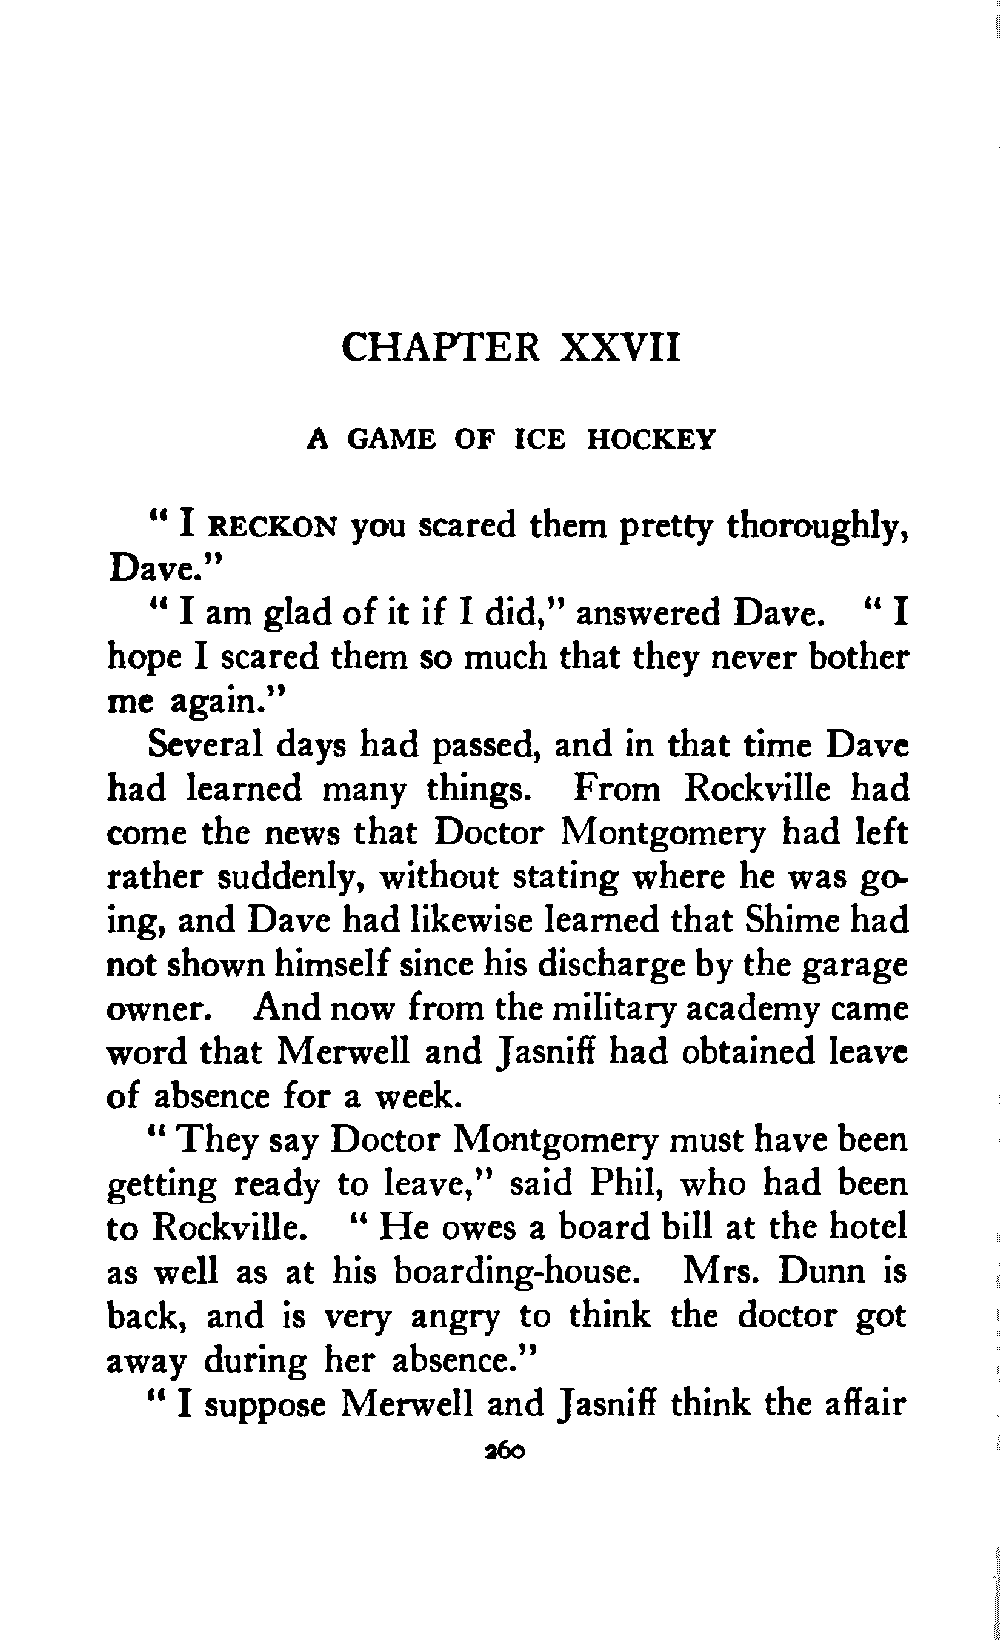 CHAPTER XXVII
A GAME OF ICE HOCKEY
" I RECKON you scared them pretty thoroughly,
Dave."
" I am glad of it if I did," answered Dave. " I
hope I scared them so much that they never bother
me again."
Several days had passed, and in that time Dave
had learned many things. From Rockville had
come the news that Doctor Montgomery had left
rather suddenly, without stating where he was go-
ing, and Dave had likewise learned that Shime had
not shown himself since his discharge by the garage
owner. And now from the military academy came
word that Merwell and Jasniff had obtained leave
of absence for a week.
" They say Doctor Montgomery must have been
getting ready to leave," said Phil, who had been
to Rockville. " He owes a board bill at the hotel
as well as at his boarding-house. Mrs. Dunn is
back, and is very angry to think the doctor got
away during her absence."
" I suppose Merwell and Jasniff think the affair
260